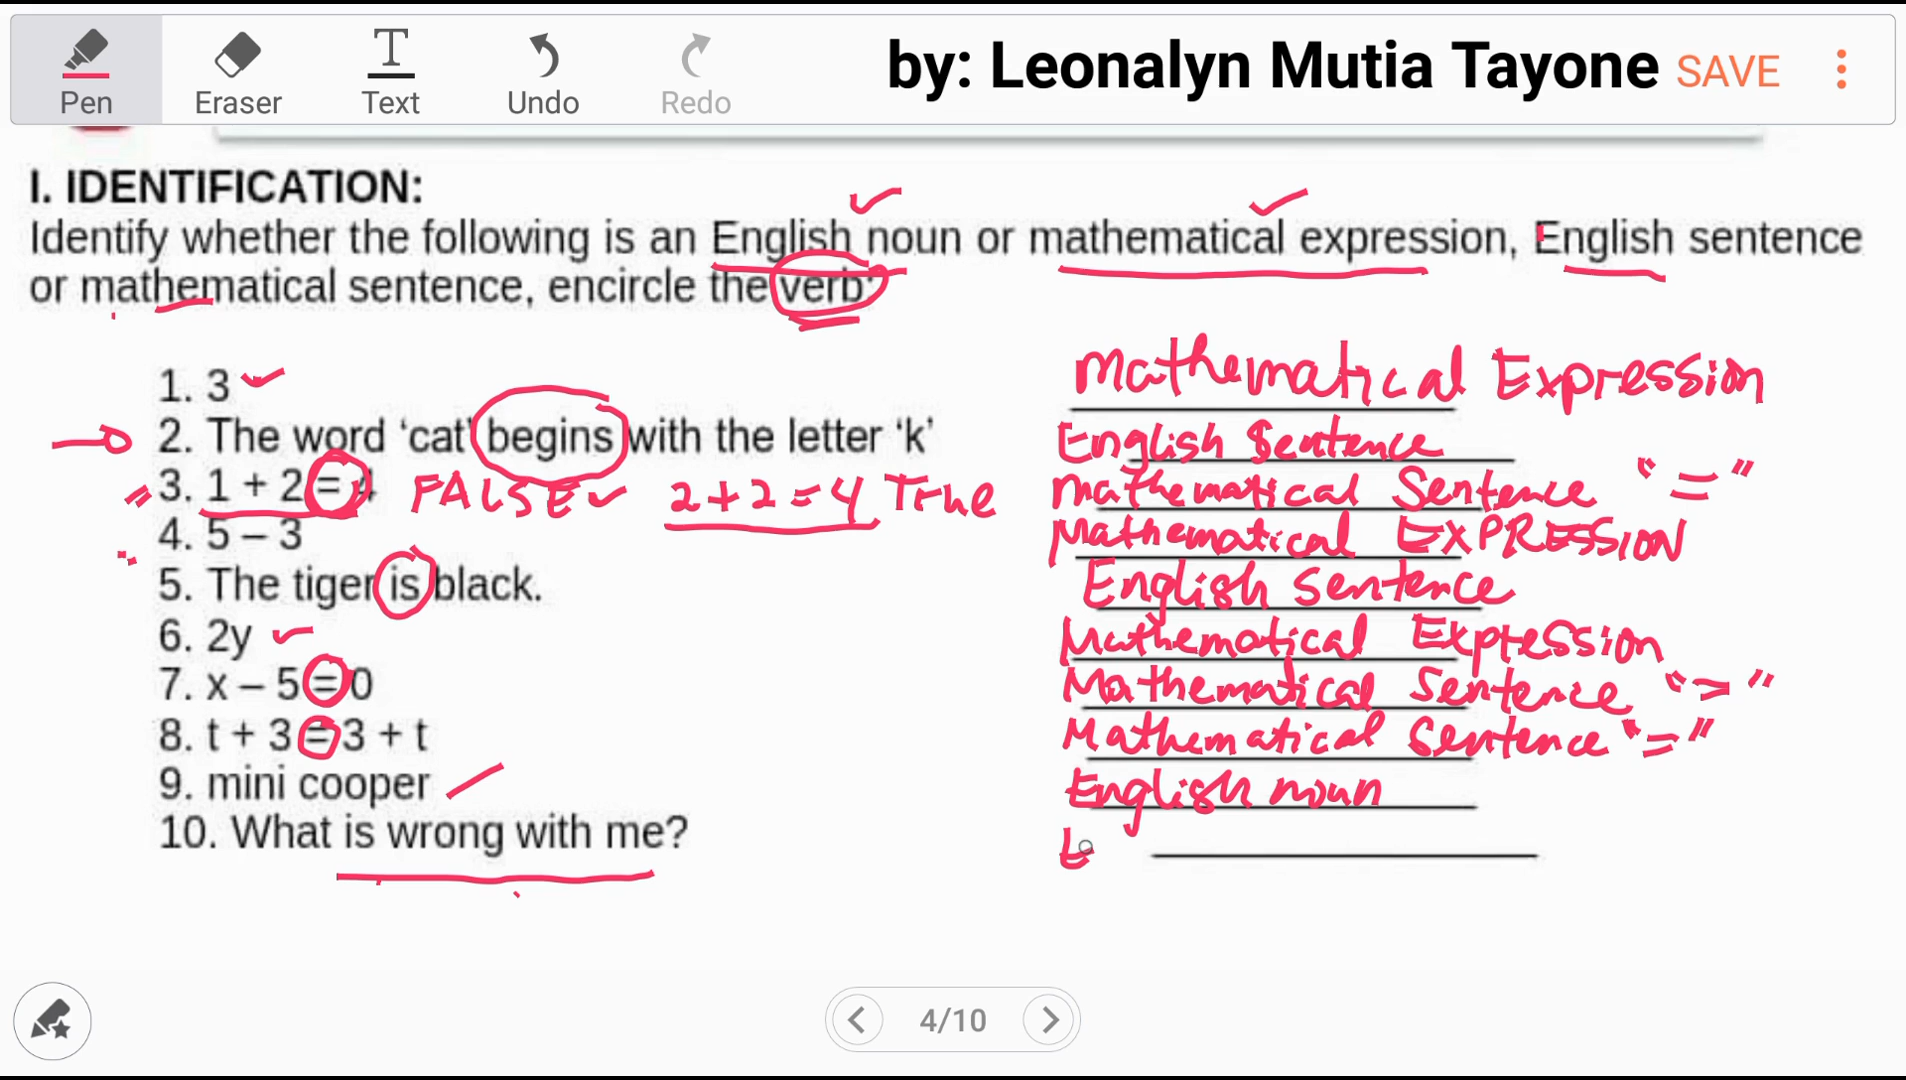 Pen Eraser Text Undo Redo by: Leonalyn Mutia Tayone SAVE
I. IDENTIFICATION:
Identify whether the following is an English noun or mathematical expression, English sentence
or mathematical sentence, encircle the verb.
1. 3 Mathematical Expression
2. The word ‘cat’ begins with the letter ‘k’ English Sentence
3. 1 + 2 = 4 FALSE 2 + 2 = 4 True Mathematical Sentence "="
4. 5 – 3 Mathematical EXPRESSION
5. The tiger is black. English Sentence
6. 2y Mathematical Expression
7. x – 5 = 0 Mathematical Sentence "="
8. t + 3 = 3 + t Mathematical Sentence "="
9. mini cooper English noun
10. What is wrong with me?
4/10